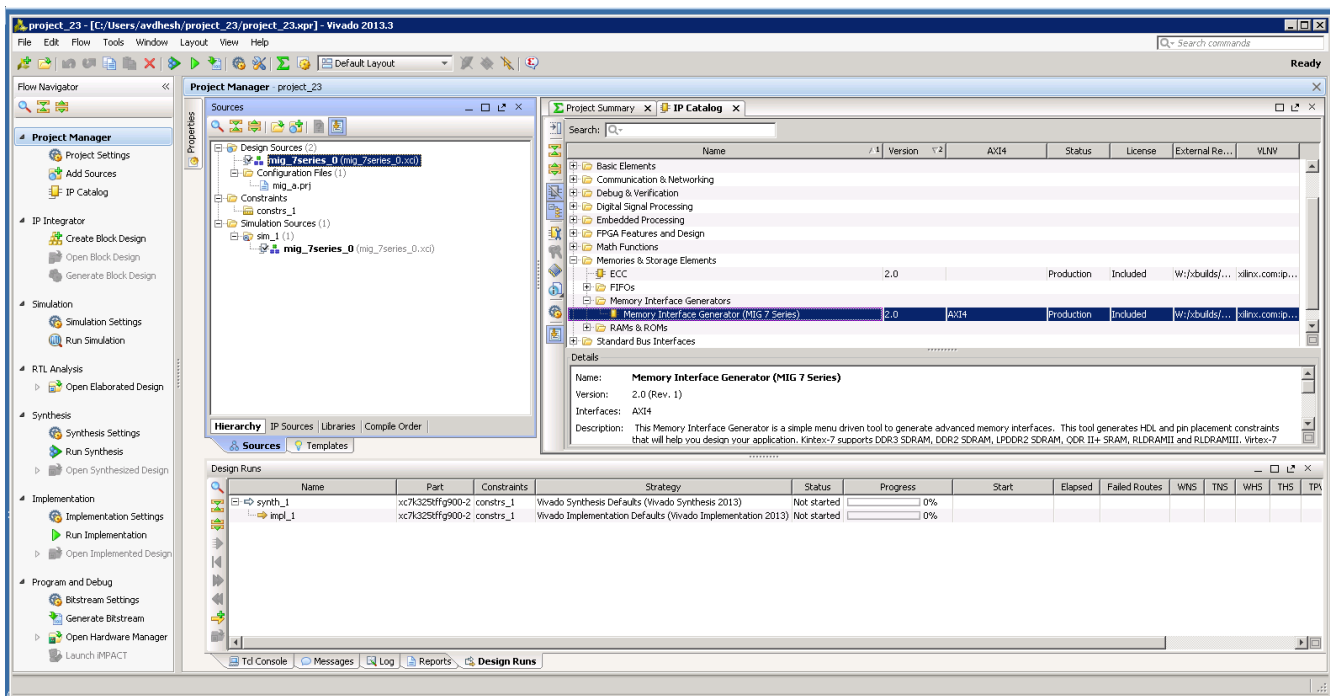 project_23 - [C:/Users/avdhesh/project_23/project_23.xpr] - Vivado 2013.3
File Edit Flow Tools Window Layout View Help
Search commands
Default Layout
Ready
Flow Navigator
Project Manager
Project Settings
Add Sources
IP Catalog
IP Integrator
Create Block Design
Open Block Design
Generate Block Design
Simulation
Simulation Settings
Run Simulation
RTL Analysis
Open Elaborated Design
Synthesis
Synthesis Settings
Run Synthesis
Open Synthesized Design
Implementation
Implementation Settings
Run Implementation
Open Implemented Design
Program and Debug
Bitstream Settings
Generate Bitstream
Open Hardware Manager
Launch iMPACT
Project Manager - project_23
Properties
Sources
Design Sources (2)
mig_7series_0 (mig_7series_0.xci)
Configuration Files (1)
mig_a.prj
Constraints
constrs_1
Simulation Sources (1)
sim_1 (1)
mig_7series_0 (mig_7series_0.xci)
Hierarchy IP Sources Libraries Compile Order
Sources Templates
Project Summary IP Catalog
Search:
Name 1 Version 2 AXI4 Status License External Re... VLNV
Basic Elements
Communication & Networking
Debug & Verification
Digital Signal Processing
Embedded Processing
FPGA Features and Design
Math Functions
Memories & Storage Elements
ECC 2.0 Production Included W:/xbuilds/... xilinx.com:ip...
FIFOs
Memory Interface Generators
Memory Interface Generator (MIG 7 Series) 2.0 AXI4 Production Included W:/xbuilds/... xilinx.com:ip...
RAMs & ROMs
Standard Bus Interfaces
Details
Name: Memory Interface Generator (MIG 7 Series)
Version: 2.0 (Rev. 1)
Interfaces: AXI4
Description: This Memory Interface Generator is a simple menu driven tool to generate advanced memory interfaces. This tool generates HDL and pin placement constraints
that will help you design your application. Kintex-7 supports DDR3 SDRAM, DDR2 SDRAM, LPDDR2 SDRAM, QDR II+ SRAM, RLDRAMII and RLDRAMIII. Virtex-7
Design Runs
Name Part Constraints Strategy Status Progress Start Elapsed Failed Routes WNS TNS WHS THS TPV
synth_1 xc7k325tffg900-2 constrs_1 Vivado Synthesis Defaults (Vivado Synthesis 2013) Not started 0%
impl_1 xc7k325tffg900-2 constrs_1 Vivado Implementation Defaults (Vivado Implementation 2013) Not started 0%
Tcl Console Messages Log Reports Design Runs